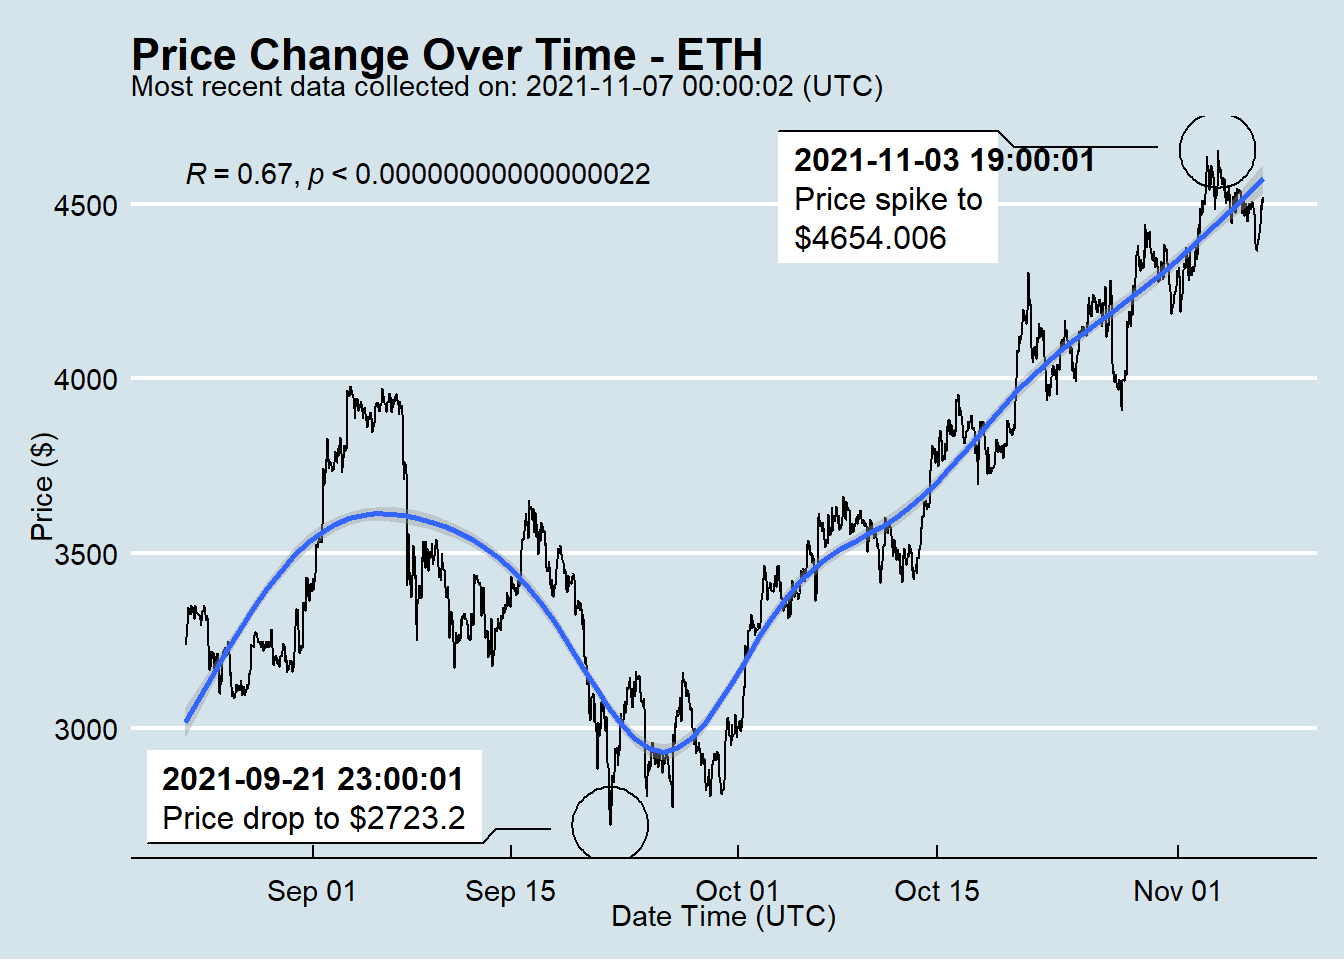 Price Change Over Time - ETH
Most recent data collected on: 2021-11-07 00:00:02 (UTC)
R = 0.67, p < 0.00000000000000022
2021-11-03 19:00:01
Price spike to
$4654.006
4500
4000
3500
3000
Price ($)
2021-09-21 23:00:01
Price drop to $2723.2
Sep 01
Sep 15
Oct 01
Oct 15
Nov 01
Date Time (UTC)